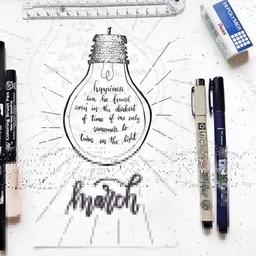 happiness
can be found
even in the darkest
of time if one only
remembers to
turn on the light
march